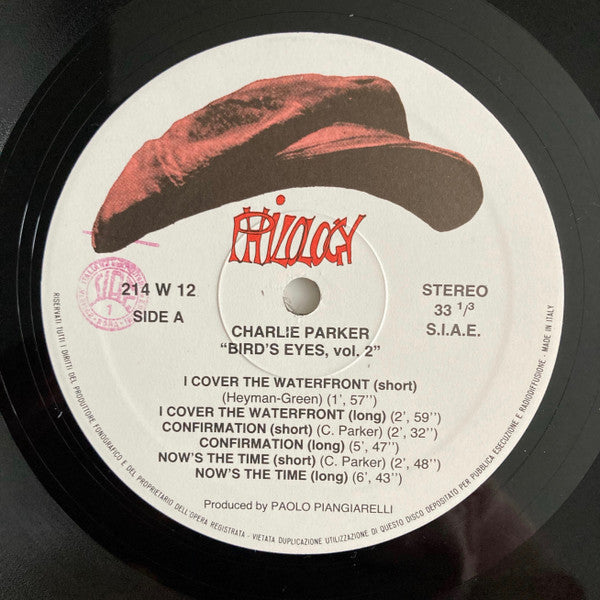 PHILOLOGY
214 W 12
SIDE A
STEREO
33 1/3
S.I.A.E.
CHARLIE PARKER
“BIRD'S EYES, vol. 2”
I COVER THE WATERFRONT (short)
(Heyman-Green) (1', 57'')
I COVER THE WATERFRONT (long) (2', 59'')
CONFIRMATION (short) (C. Parker) (2', 32'')
CONFIRMATION (long) (5', 47'')
NOW'S THE TIME (short) (C. Parker) (2', 48'')
NOW'S THE TIME (long) (6', 43'')
Produced by PAOLO PIANGIARELLI
RISERVATI TUTTI I DIRITTI DEL PRODUTTORE FONOGRAFICO E DEL PROPRIETARIO DELL'OPERA REGISTRATA - VIETATA DUPLICAZIONE UTILIZZAZIONE DI QUESTO DISCO DEPOSITATO PER PUBBLICA ESECUZIONE E RADIODIFFUSIONE - MADE IN ITALY